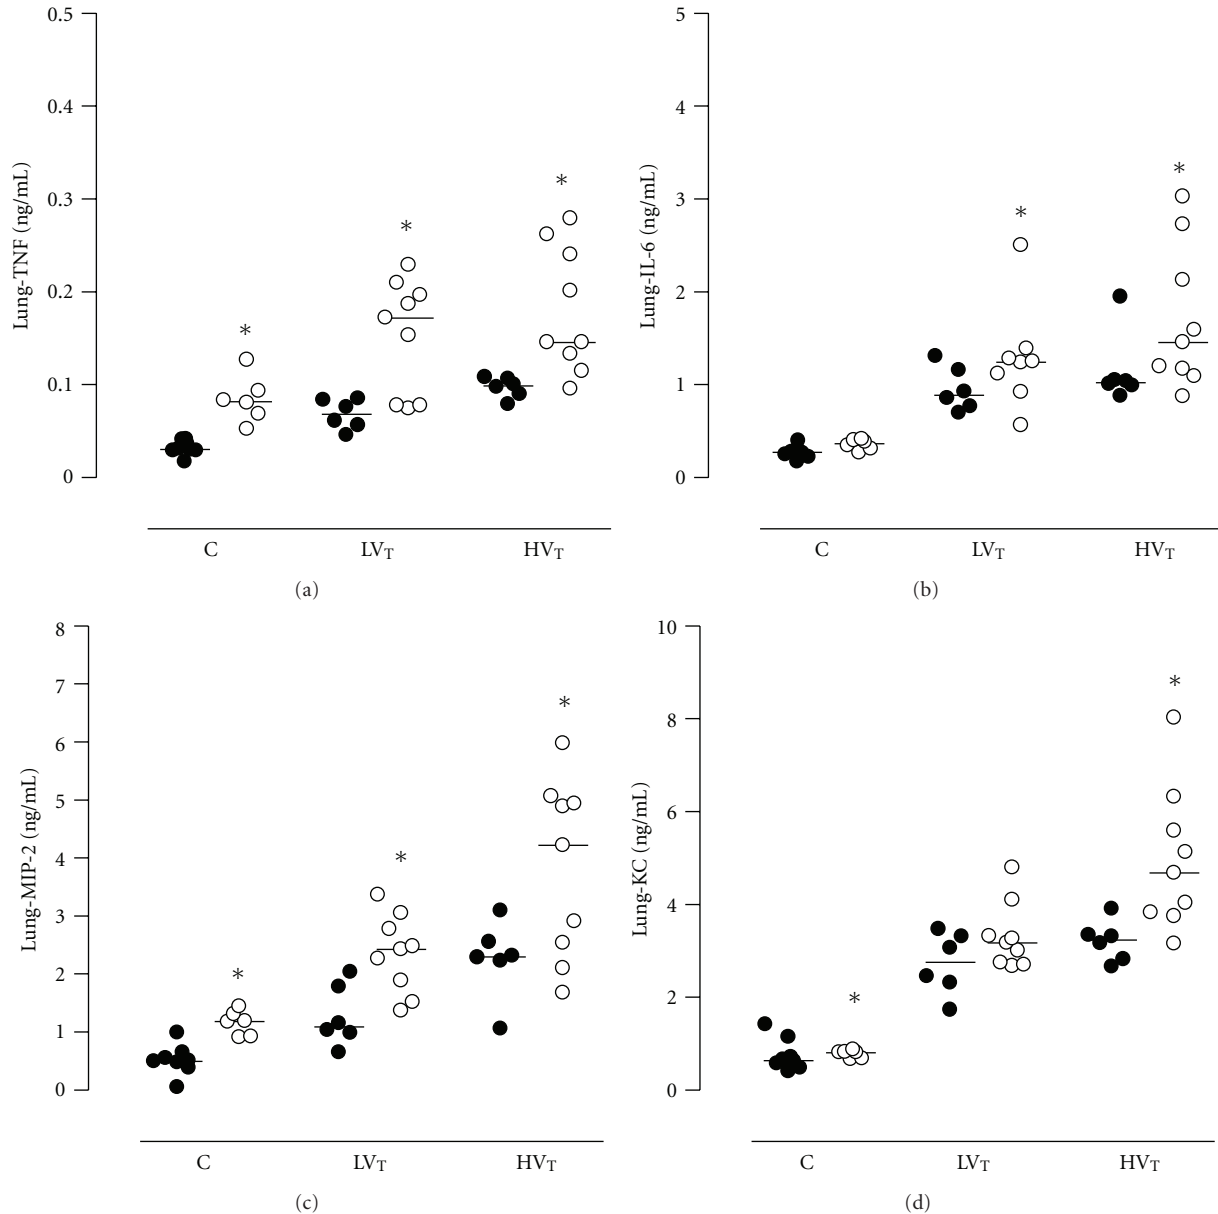 0.5
0.4
0.3
0.2
0.1
0
Lung-TNF (ng/mL)
*
*
*
C
LVT
HVT
(a)
5
4
3
2
1
0
Lung-IL-6 (ng/mL)
*
*
C
LVT
HVT
(b)
8
7
6
5
4
3
2
1
0
Lung-MIP-2 (ng/mL)
*
*
*
C
LVT
HVT
(c)
10
8
6
4
2
0
Lung-KC (ng/mL)
*
*
C
LVT
HVT
(d)